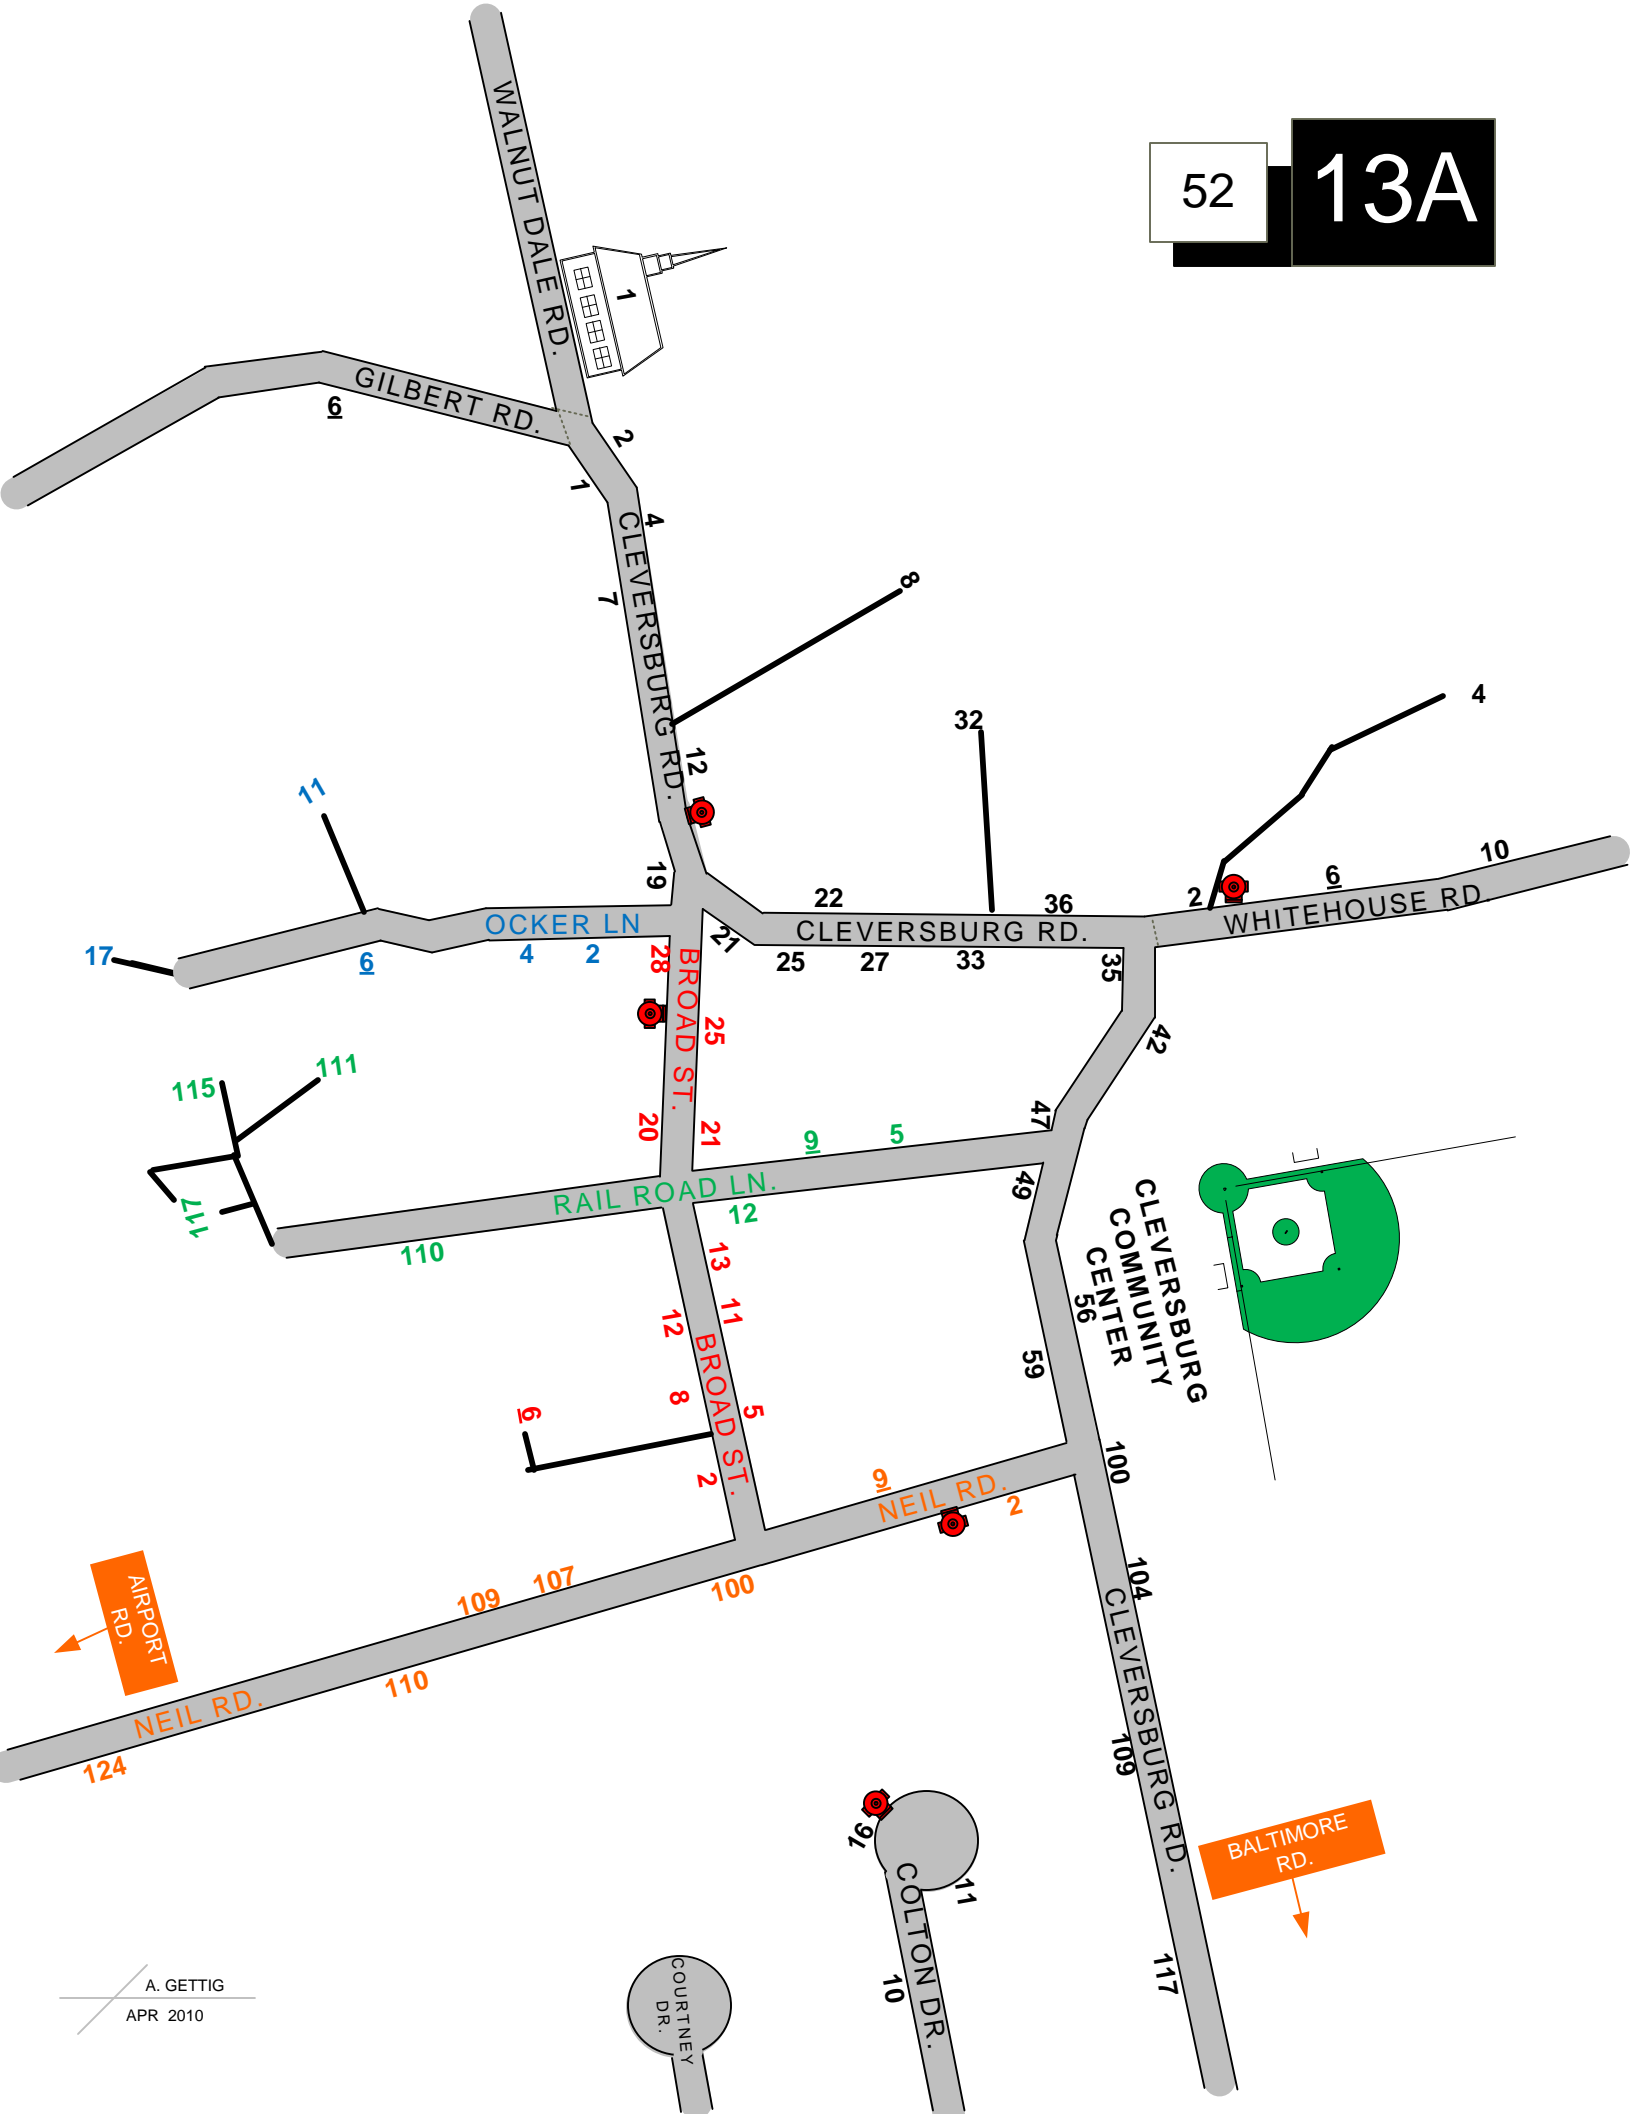 52
13A
WALNUT DALE RD.
1
GILBERT RD.
6
2
1
4
CLEVERSBURG RD.
7
8
12
32
4
11
19
22
36
2
6
10
OCKER LN
21
CLEVERSBURG RD.
WHITEHOUSE RD.
17
6
4
2
28
25
27
33
35
BROAD ST.
25
42
115
111
20
21
9
5
47
117
RAIL ROAD LN.
12
49
110
13
11
12
CLEVERSBURG
COMMUNITY
CENTER
56
59
BROAD ST.
8
5
6
2
9
NEIL RD.
2
100
109
107
100
104
AIRPORT
RD.
110
NEIL RD.
124
CLEVERSBURG RD.
109
BALTIMORE
RD.
16
COLTON DR.
11
10
117
COURTNEY
DR.
A. GETTIG
APR 2010